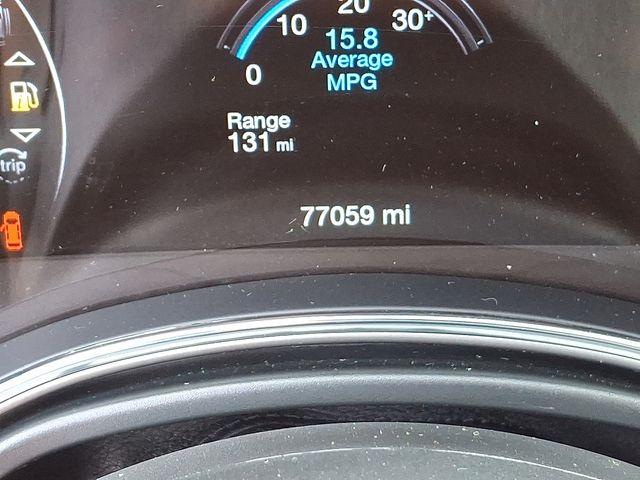 20
10
30+
15.8
Average
MPG
0
Range
131 mi
trip
77059 mi